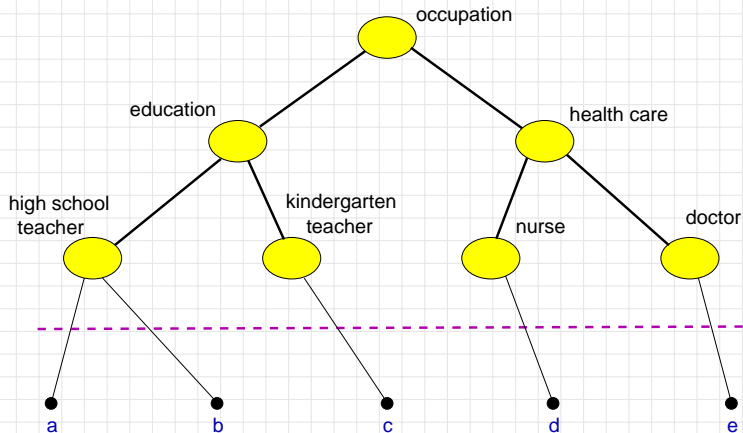 occupation
education
health care
high school
teacher
kindergarten
teacher
nurse
doctor
a
b
c
d
e